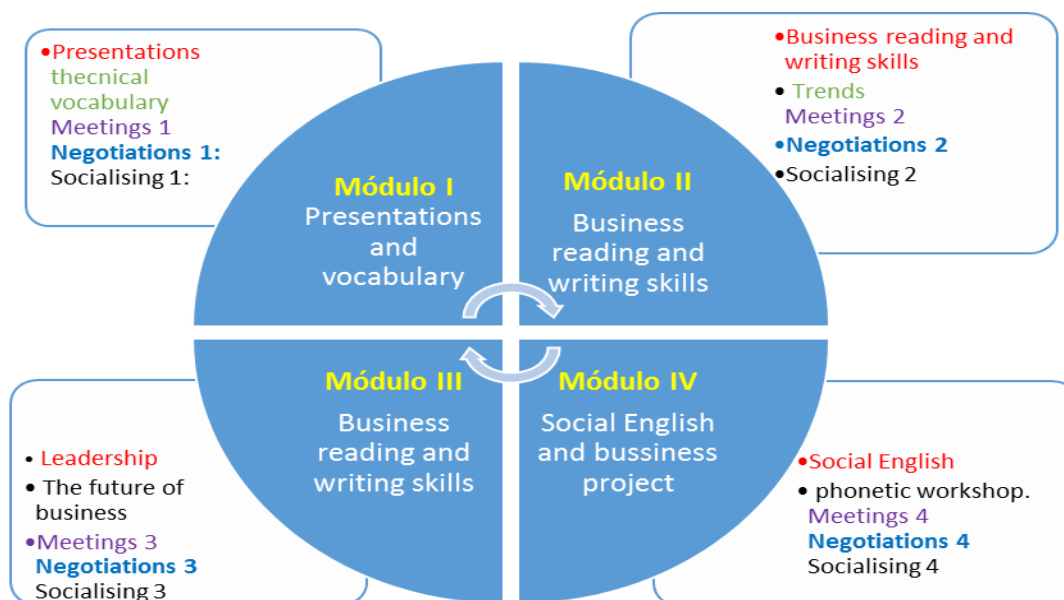 •Presentations
thecnical
vocabulary
Meetings 1
Negotiations 1:
Socialising 1:
•Business reading and
writing skills
• Trends
Meetings 2
•Negotiations 2
•Socialising 2
Módulo I
Presentations
and
vocabulary
Módulo II
Business
reading and
writing skills
Módulo III
Business
reading and
writing skills
Módulo IV
Social English
and bussiness
project
• Leadership
• The future of
business
•Meetings 3
Negotiations 3
Socialising 3
•Social English
• phonetic workshop.
Meetings 4
Negotiations 4
Socialising 4